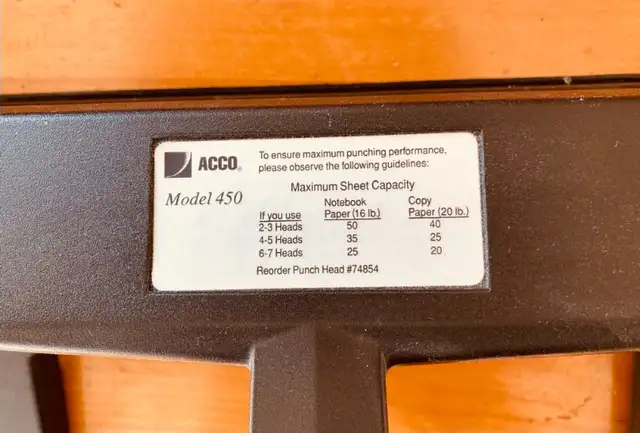 ACCO®
Model 450
To ensure maximum punching performance,
please observe the following guidelines:
Maximum Sheet Capacity
Notebook Copy
If you use Paper (16 lb.) Paper (20 lb.)
2-3 Heads 50 40
4-5 Heads 35 25
6-7 Heads 25 20
Reorder Punch Head #74854